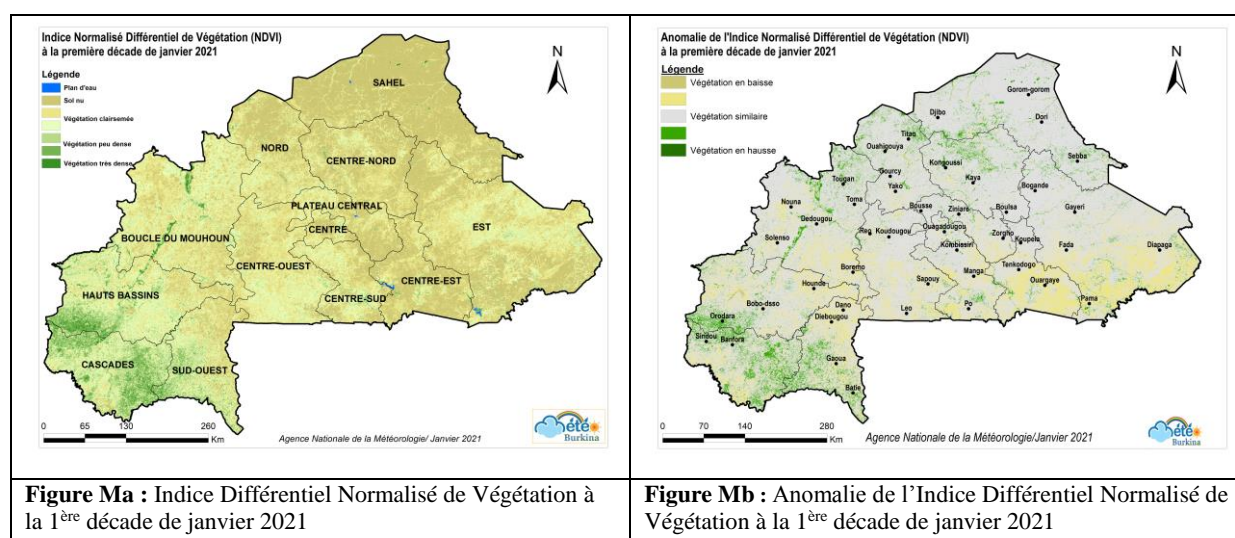 Indice Normalisé Différentiel de Végétation (NDVI)
à la première décade de janvier 2021
Légende
Plan d'eau
Sol nu
Végétation clairsemée
Végétation peu dense
Végétation très dense
N
SAHEL
NORD
CENTRE-NORD
PLATEAU CENTRAL
CENTRE
EST
BOUCLE DU MOUHOUN
CENTRE-OUEST
CENTRE-EST
CENTRE-SUD
HAUTS BASSINS
CASCADES
SUD-OUEST
0 65 130 260
Km
Agence Nationale de la Météorologie/ Janvier 2021
Météo
Burkina
Anomalie de l'Indice Normalisé Différentiel de Végétation (NDVI)
à la première décade de janvier 2021
Légende
Végétation en baisse
Végétation similaire
Végétation en hausse
N
Gorom-gorom
Djibo
Dori
Titao
Ouahigouya
Kongoussi
Sebba
Tougan
Gourcy
Kaya
Yako
Bogande
Nouna
Toma
Bousse
Ziniare
Boulsa
Gayeri
Dedougou
Reo
Koudougou
Ouagadougou
Zorgho
Koupela
Solenso
Kombissiri
Fada
Diapaga
Boromo
Tenkodogo
Manga
Hounde
Sapouy
Ouargaye
Bobo-dsso
Dano
Leo
Po
Pama
Orodara
Diebougou
Sindou
Banfora
Gaoua
Batie
0 70 140 280
Km
Agence Nationale de la Météorologie/Janvier 2021
Météo
Burkina
Figure Ma : Indice Différentiel Normalisé de Végétation à
la 1ère décade de janvier 2021
Figure Mb : Anomalie de l’Indice Différentiel Normalisé de
Végétation à la 1ère décade de janvier 2021